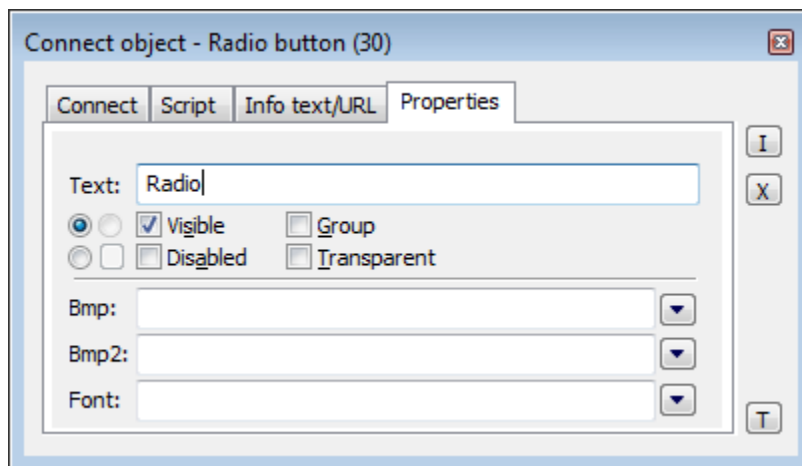 Connect object - Radio button (30)
Connect Script Info text/URL Properties
I
Text: Radio
X
Visible Group
Disabled Transparent
Bmp:
Bmp2:
Font:
T